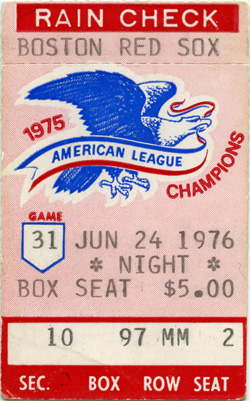 RAIN CHECK
BOSTON RED SOX
1975
AMERICAN LEAGUE
CHAMPIONS
GAME
31 JUN 24 1976
* NIGHT *
BOX SEAT $5.00
10 97 MM 2
SEC. BOX ROW SEAT